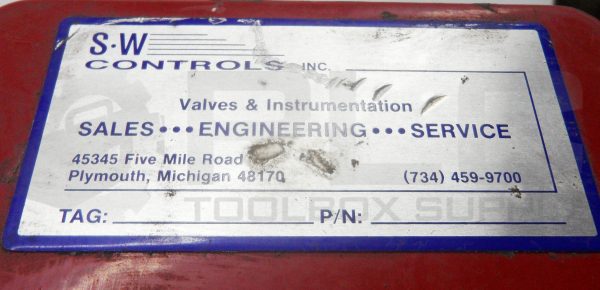 S·W
CONTROLS INC.
Valves & Instrumentation
SALES ••• ENGINEERING ••• SERVICE
45345 Five Mile Road
Plymouth, Michigan 48170 (734) 459-9700
TAG: P/N:
TOOLBOX SUPPLY